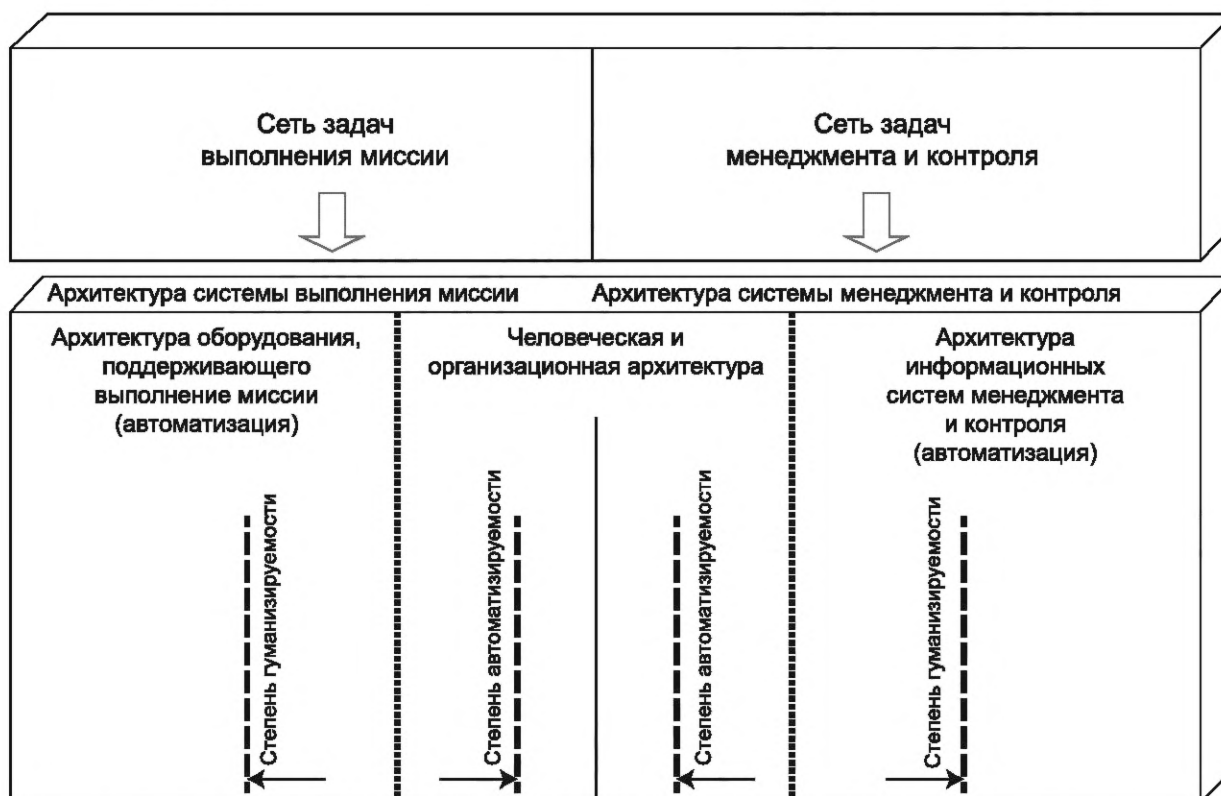 Сеть задач
выполнения миссии
Сеть задач
менеджмента и контроля
Архитектура системы выполнения миссии
Архитектура системы менеджмента и контроля
Архитектура оборудования,
поддерживающего
выполнение миссии
(автоматизация)
Человеческая и
организационная архитектура
Архитектура
информационных
систем менеджмента
и контроля
(автоматизация)
Степень гуманизируемости
Степень автоматизируемости
Степень автоматизируемости
Степень гуманизируемости